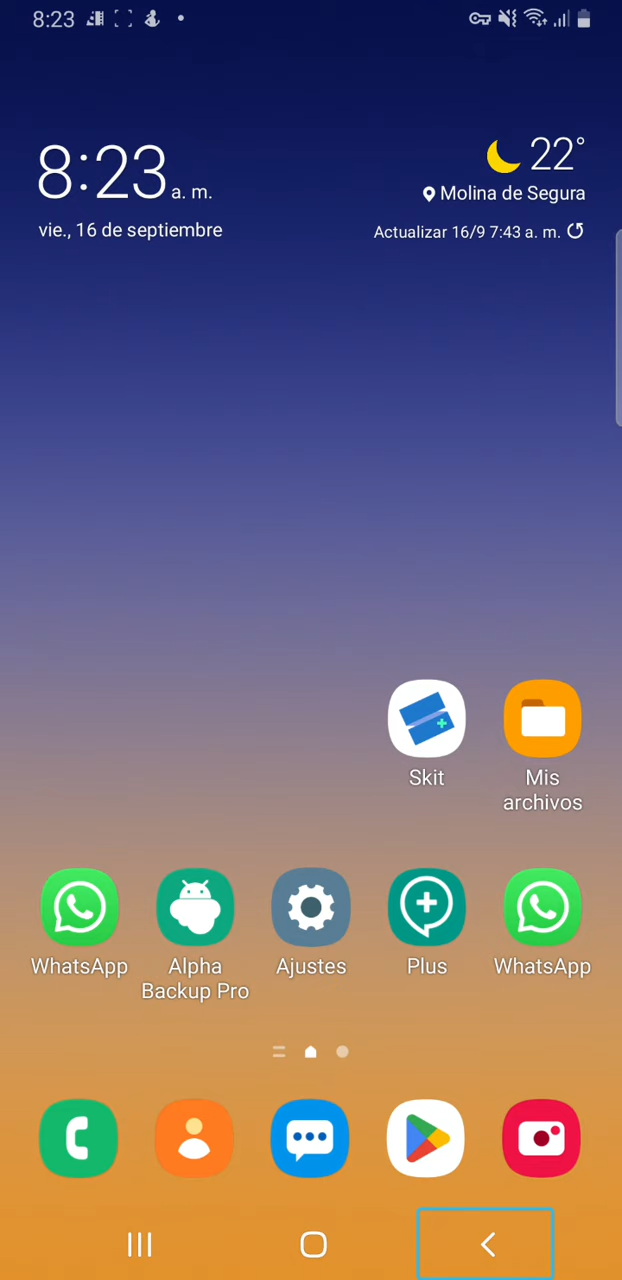 8:23
8:23 a. m.
vie., 16 de septiembre
22°
Molina de Segura
Actualizar 16/9 7:43 a. m.
Skit
Mis
archivos
WhatsApp
Alpha
Backup Pro
Ajustes
Plus
WhatsApp